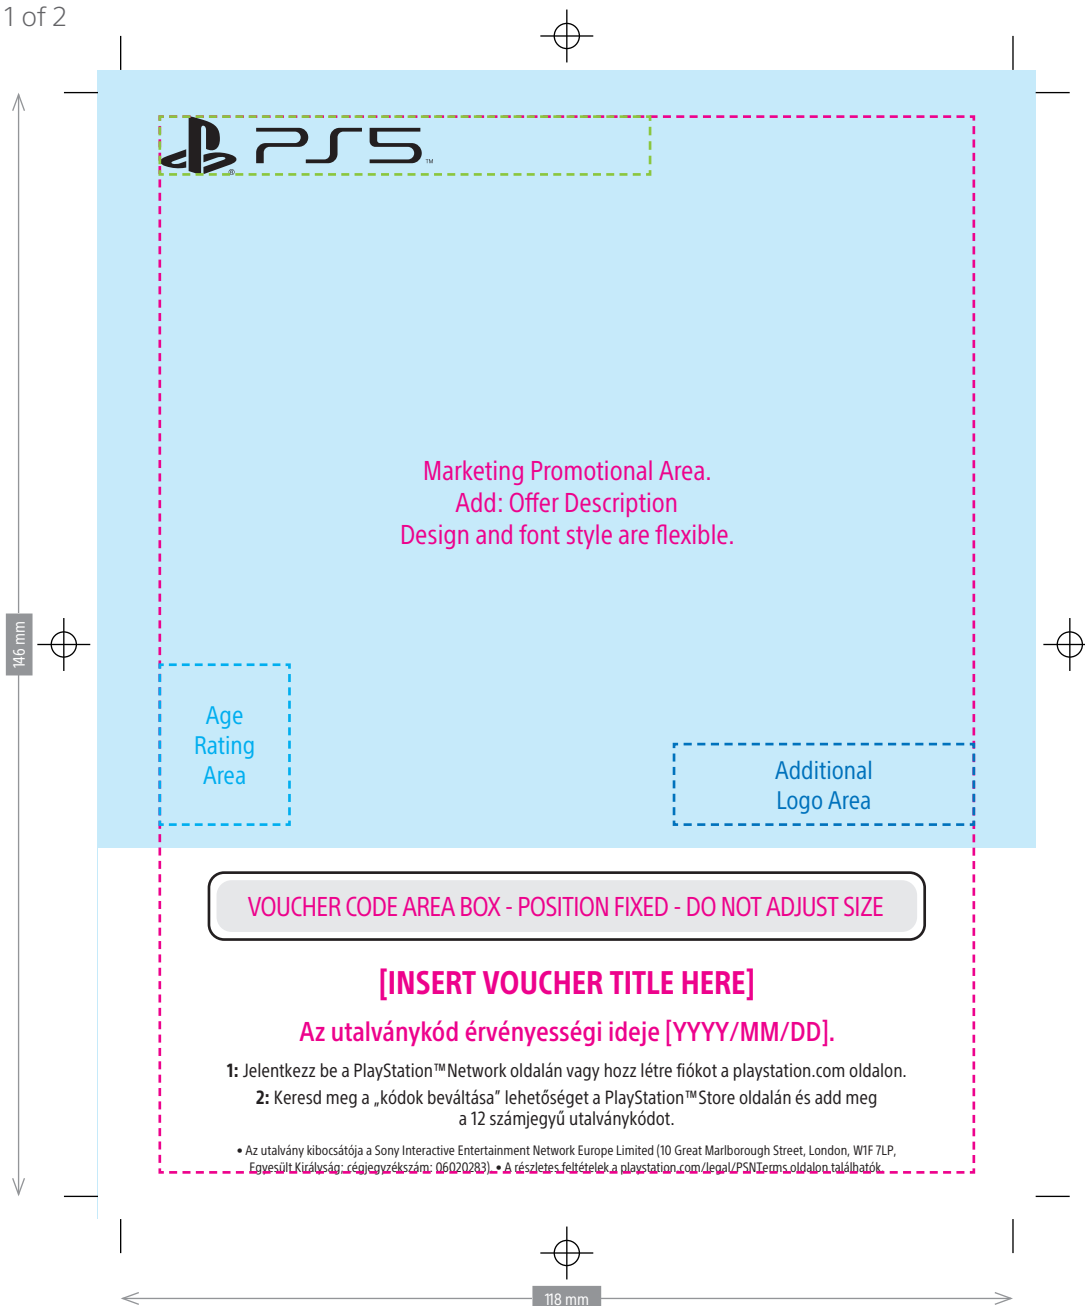 1 of 2
PS5™
®
Marketing Promotional Area.
Add: Offer Description
Design and font style are flexible.
146 mm
Age
Rating
Area
Additional
Logo Area
VOUCHER CODE AREA BOX - POSITION FIXED - DO NOT ADJUST SIZE
[INSERT VOUCHER TITLE HERE]
Az utalványkód érvényességi ideje [YYYY/MM/DD].
1: Jelentkezz be a PlayStation™Network oldalán vagy hozz létre fiókot a playstation.com oldalon.
2: Keresd meg a „kódok beváltása” lehetőséget a PlayStation™Store oldalán és add meg
a 12 számjegyű utalványkódot.
• Az utalvány kibocsátója a Sony Interactive Entertainment Network Europe Limited (10 Great Marlborough Street, London, W1F 7LP,
Egyesült Királyság; cégjegyzékszám: 06020283). • A részletes feltételek a playstation.com/legal/PSNTerms oldalon találhatók.
118 mm